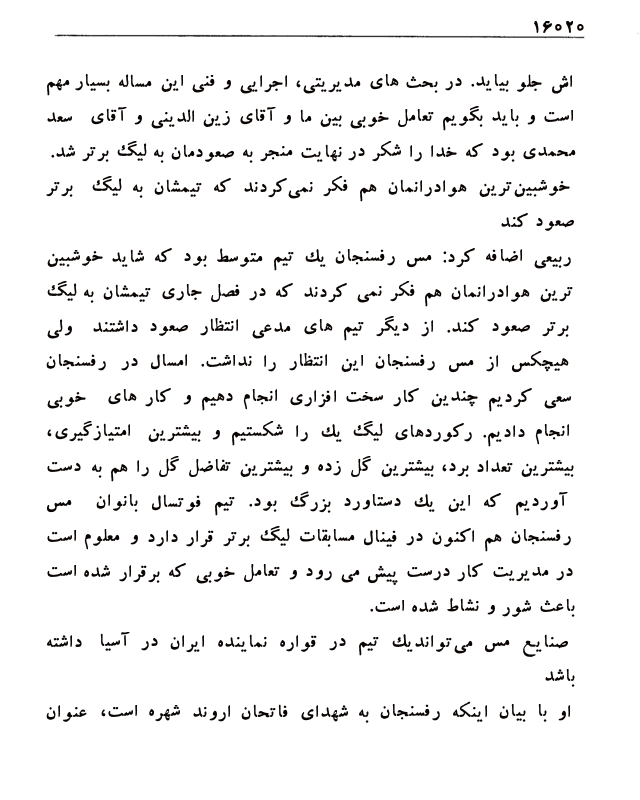 ۱۶۰۲۰
اش جلو بیاید. در بحث های مدیریتی، اجرایی و فنی این مساله بسیار مهم
است و باید بگویم تعامل خوبی بین ما و آقای زین الدینی و آقای سعد
محمدی بود که خدا را شکر در نهایت منجر به صعودمان به لیگ برتر شد.
خوشبین‌ترین هوادرانمان هم فکر نمی‌کردند که تیمشان به لیگ برتر
صعود کند
ربیعی اضافه کرد: مس رفسنجان یك تیم متوسط بود که شاید خوشبین
ترین هوادرانمان هم فکر نمی کردند که در فصل جاری تیمشان به لیگ
برتر صعود کند. از دیگر تیم های مدعی انتظار صعود داشتند ولی
هیچکس از مس رفسنجان این انتظار را نداشت. امسال در رفسنجان
سعی کردیم چندین کار سخت افزاری انجام دهیم و کار های خوبی
انجام دادیم. رکوردهای لیگ یك را شکستیم و بیشترین امتیازگیری،
بیشترین تعداد برد، بیشترین گل زده و بیشترین تفاضل گل را هم به دست
آوردیم که این یك دستاورد بزرگ بود. تیم فوتسال بانوان مس
رفسنجان هم اکنون در فینال مسابقات لیگ برتر قرار دارد و معلوم است
در مدیریت کار درست پیش می رود و تعامل خوبی که برقرار شده است
باعث شور و نشاط شده است.
صنایع مس می‌تواندیك تیم در قواره نماینده ایران در آسیا داشته
باشد
او با بیان اینکه رفسنجان به شهدای فاتحان اروند شهره است، عنوان